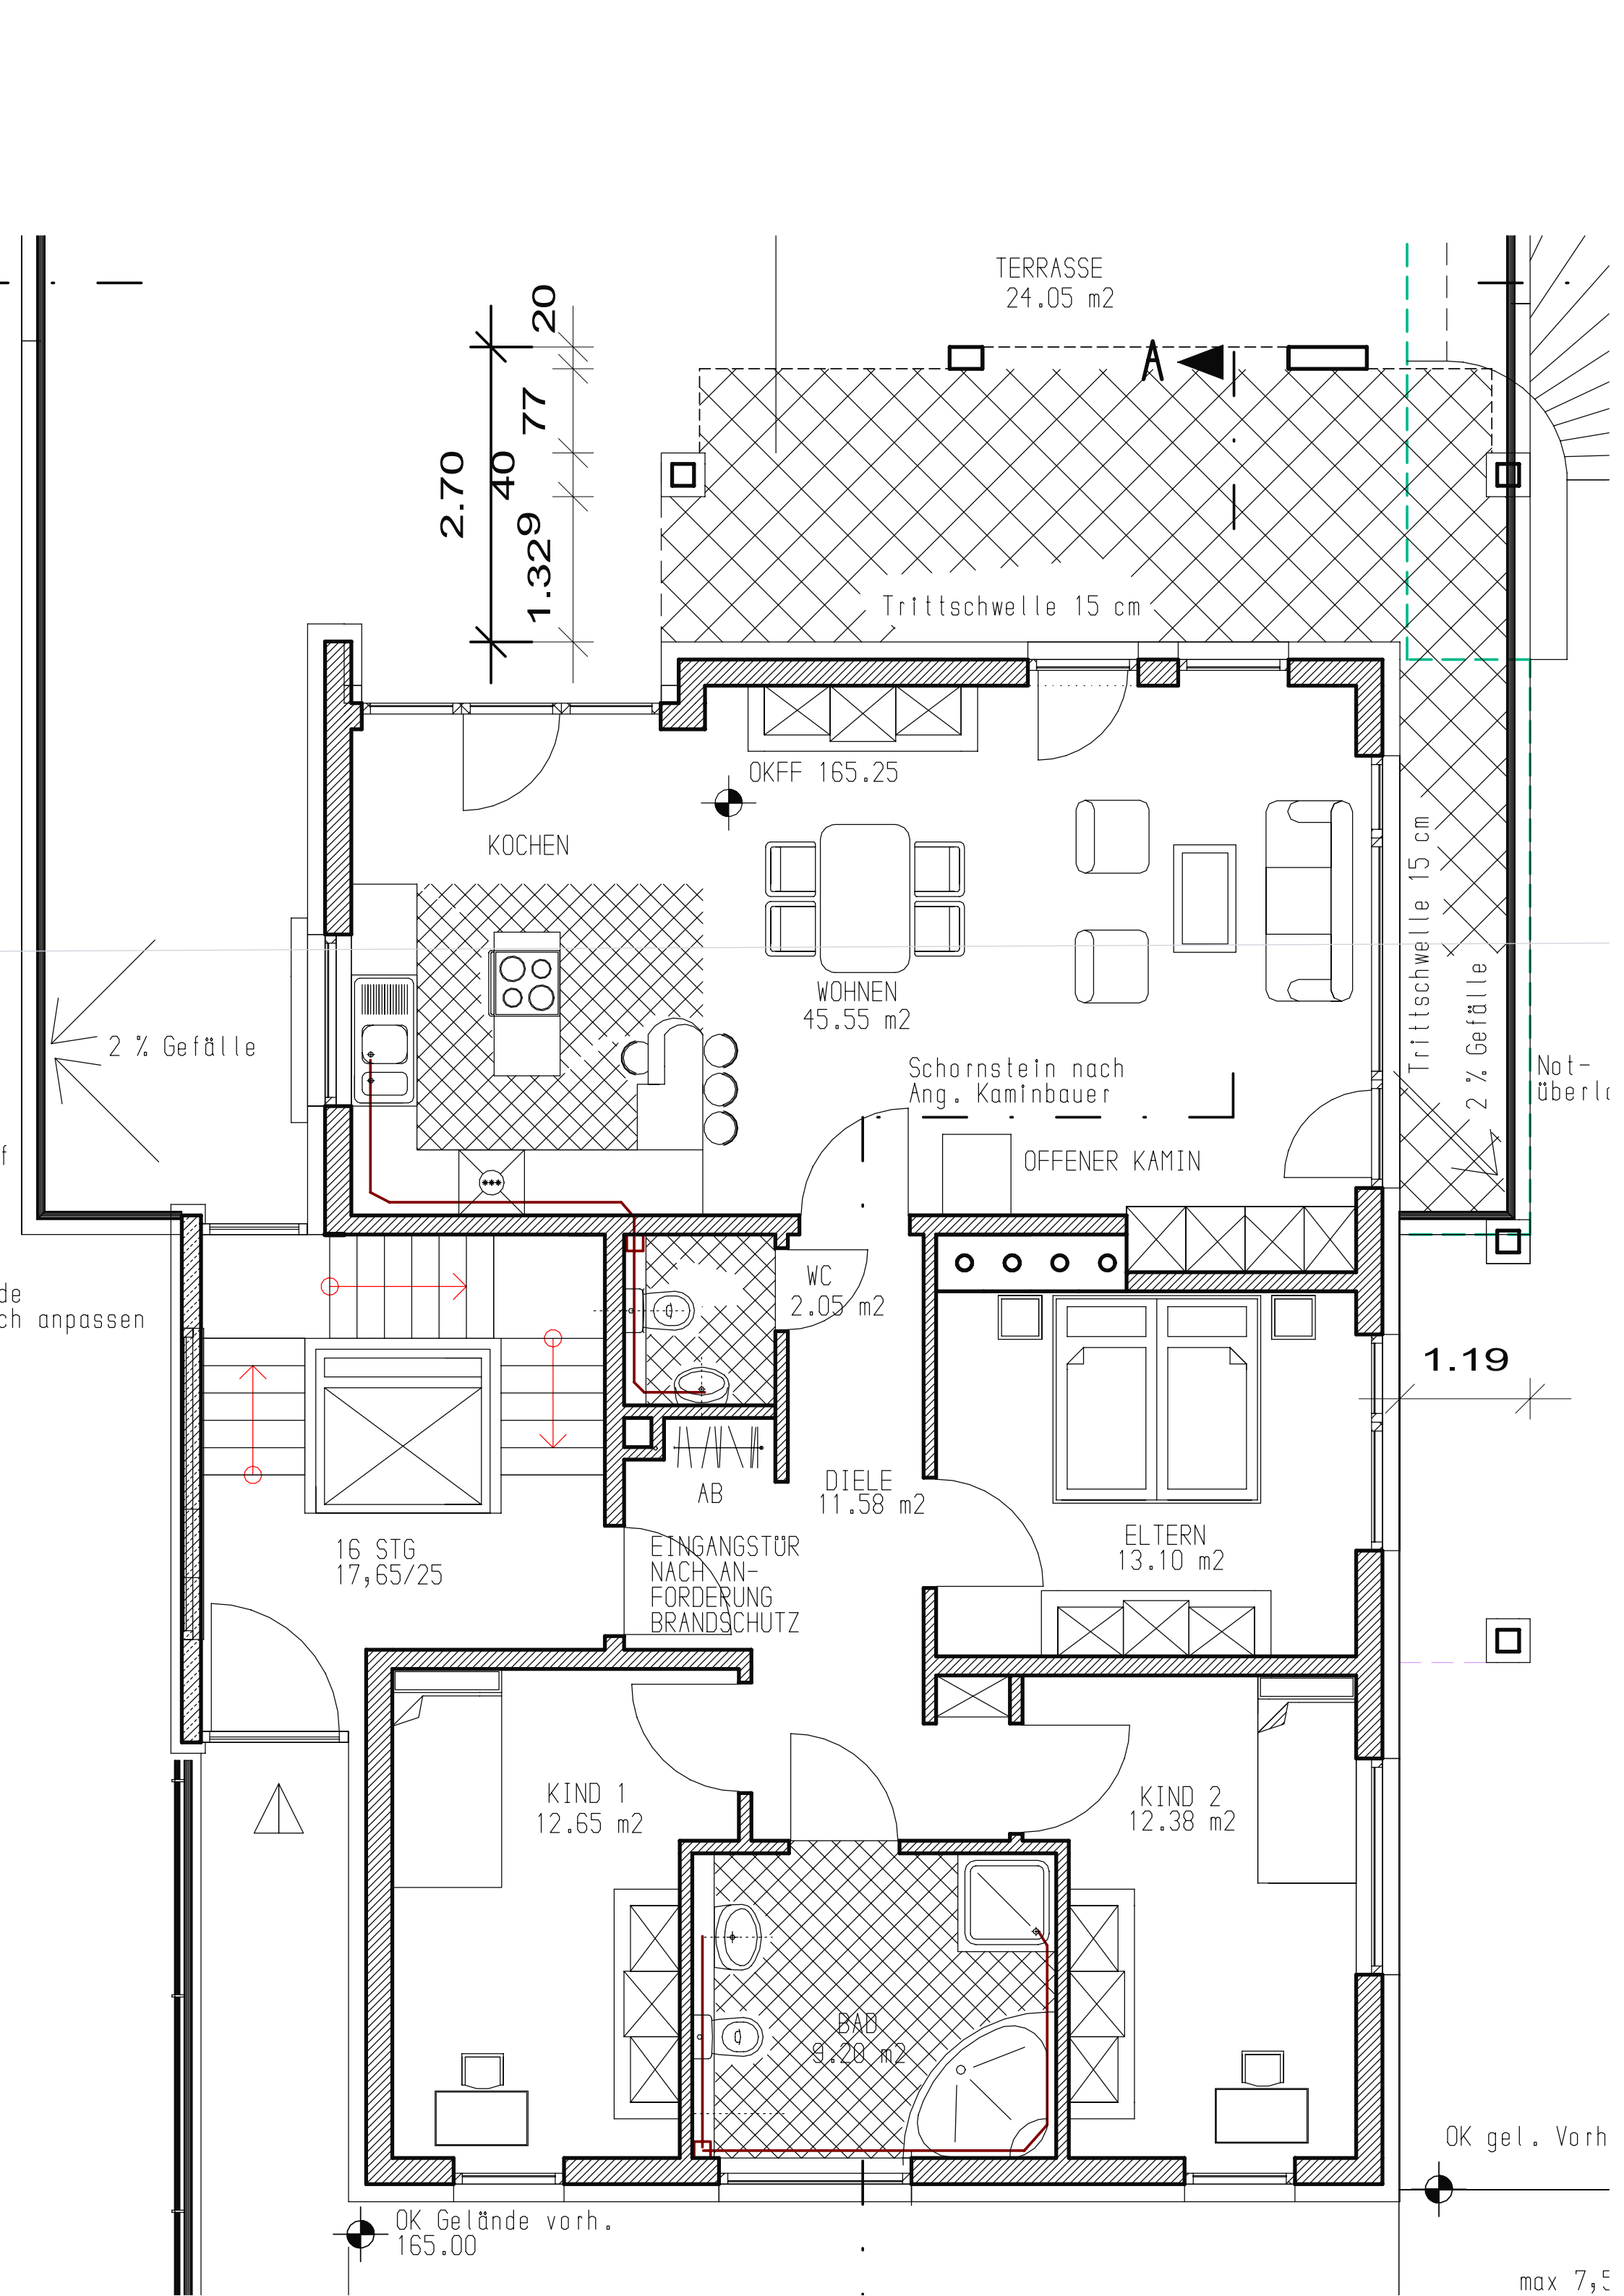 TERRASSE
24.05 m2
20
77
40
2.70
1.32⁹
A
Trittschwelle 15 cm
OKFF 165.25
KOCHEN
WOHNEN
45.55 m2
Trittschwelle 15 cm
2 % Gefälle
2 % Gefälle
Schornstein nach
Ang. Kaminbauer
Not-
OFFENER KAMIN
WC
2.05 m2
ch anpassen
1.19
AB
DIELE
11.58 m2
16 STG
17,65/25
EINGANGSTÜR
NACH AN-
FORDERUNG
BRANDSCHUTZ
ELTERN
13.10 m2
KIND 1
12.65 m2
KIND 2
12.38 m2
BAD
9.20 m2
OK gel. Vorh
OK Gelände vorh.
165.00
max 7,5